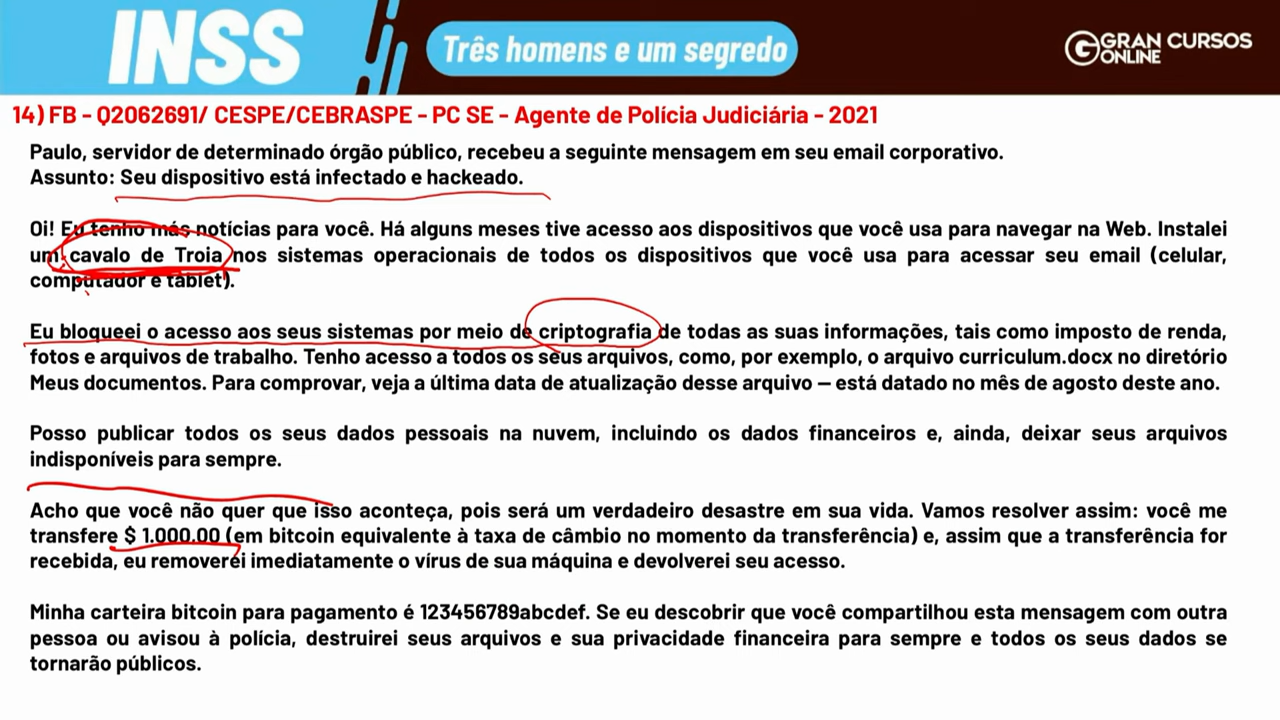 INSS
Três homens e um segredo
GRAN CURSOS
ONLINE
14) FB - Q2062691/ CESPE/CEBRASPE - PC SE - Agente de Polícia Judiciária - 2021
Paulo, servidor de determinado órgão público, recebeu a seguinte mensagem em seu email corporativo.
Assunto: Seu dispositivo está infectado e hackeado.
Oi! Eu tenho más notícias para você. Há alguns meses tive acesso aos dispositivos que você usa para navegar na Web. Instalei
um cavalo de Troia nos sistemas operacionais de todos os dispositivos que você usa para acessar seu email (celular,
computador e tablet).
Eu bloqueei o acesso aos seus sistemas por meio de criptografia de todas as suas informações, tais como imposto de renda,
fotos e arquivos de trabalho. Tenho acesso a todos os seus arquivos, como, por exemplo, o arquivo curriculum.docx no diretório
Meus documentos. Para comprovar, veja a última data de atualização desse arquivo — está datado no mês de agosto deste ano.
Posso publicar todos os seus dados pessoais na nuvem, incluindo os dados financeiros e, ainda, deixar seus arquivos
indisponíveis para sempre.
Acho que você não quer que isso aconteça, pois será um verdadeiro desastre em sua vida. Vamos resolver assim: você me
transfere $ 1.000,00 (em bitcoin equivalente à taxa de câmbio no momento da transferência) e, assim que a transferência for
recebida, eu removerei imediatamente o vírus de sua máquina e devolverei seu acesso.
Minha carteira bitcoin para pagamento é 123456789abcdef. Se eu descobrir que você compartilhou esta mensagem com outra
pessoa ou avisou à polícia, destruirei seus arquivos e sua privacidade financeira para sempre e todos os seus dados se
tornarão públicos.